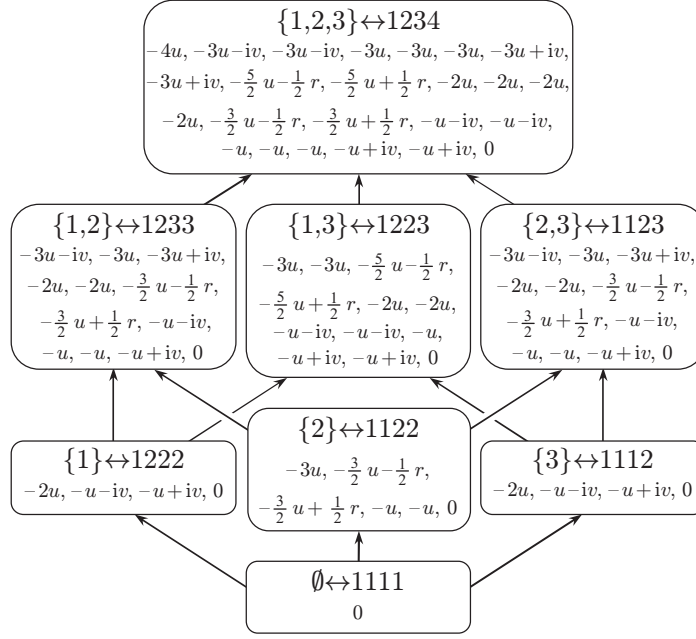 {1,2,3}↔1234
−4u, −3u−iv, −3u−iv, −3u, −3u, −3u, −3u+iv,
−3u+iv, −5/2 u−1/2 r, −5/2 u+1/2 r, −2u, −2u, −2u,
−2u, −3/2 u−1/2 r, −3/2 u+1/2 r, −u−iv, −u−iv,
−u, −u, −u, −u+iv, −u+iv, 0
{1,2}↔1233
−3u−iv, −3u, −3u+iv,
−2u, −2u, −3/2 u−1/2 r,
−3/2 u+1/2 r, −u−iv,
−u, −u, −u+iv, 0
{1,3}↔1223
−3u, −3u, −5/2 u−1/2 r,
−5/2 u+1/2 r, −2u, −2u,
−u−iv, −u−iv, −u,
−u+iv, −u+iv, 0
{2,3}↔1123
−3u−iv, −3u, −3u+iv,
−2u, −2u, −3/2 u−1/2 r,
−3/2 u+1/2 r, −u−iv,
−u, −u, −u+iv, 0
{1}↔1222
−2u, −u−iv, −u+iv, 0
{2}↔1122
−3u, −3/2 u−1/2 r,
−3/2 u+ 1/2 r, −u, −u, 0
{3}↔1112
−2u, −u−iv, −u+iv, 0
∅↔1111
0